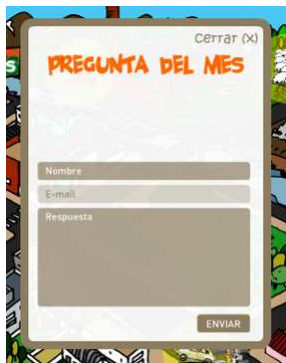 Cerrar (X)
PREGUNTA DEL MES
Nombre
E-mail
Respuesta
ENVIAR